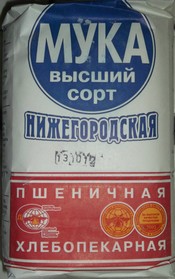 МУКА
ВЫСШИЙ
СОРТ
НИЖЕГОРОДСКАЯ
ПШЕНИЧНАЯ
ХЛЕБОПЕКАРНАЯ